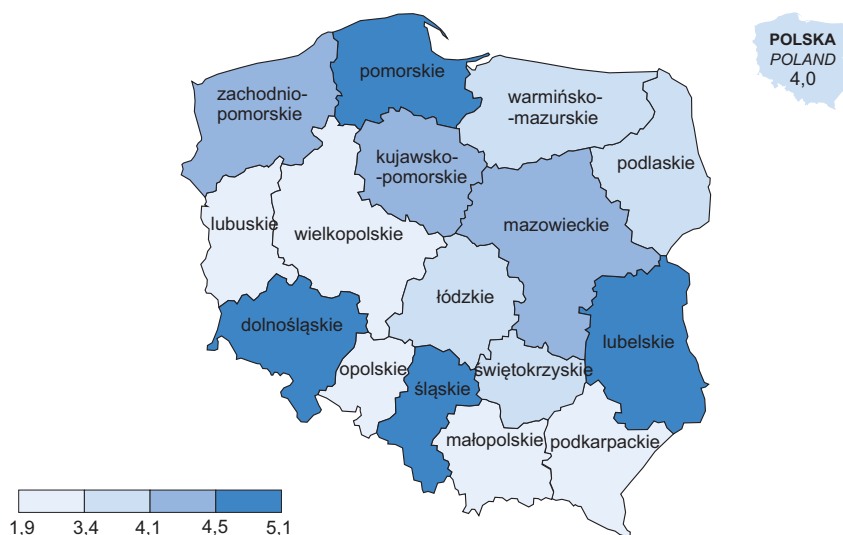 POLSKA
POLAND
4,0
pomorskie
zachodnio-
pomorskie
warmińsko-
-mazurskie
kujawsko-
-pomorskie
podlaskie
lubuskie
wielkopolskie
mazowieckie
łódzkie
dolnośląskie
lubelskie
opolskie
śląskie
świętokrzyskie
małopolskie
podkarpackie
1,9
3,4
4,1
4,5
5,1